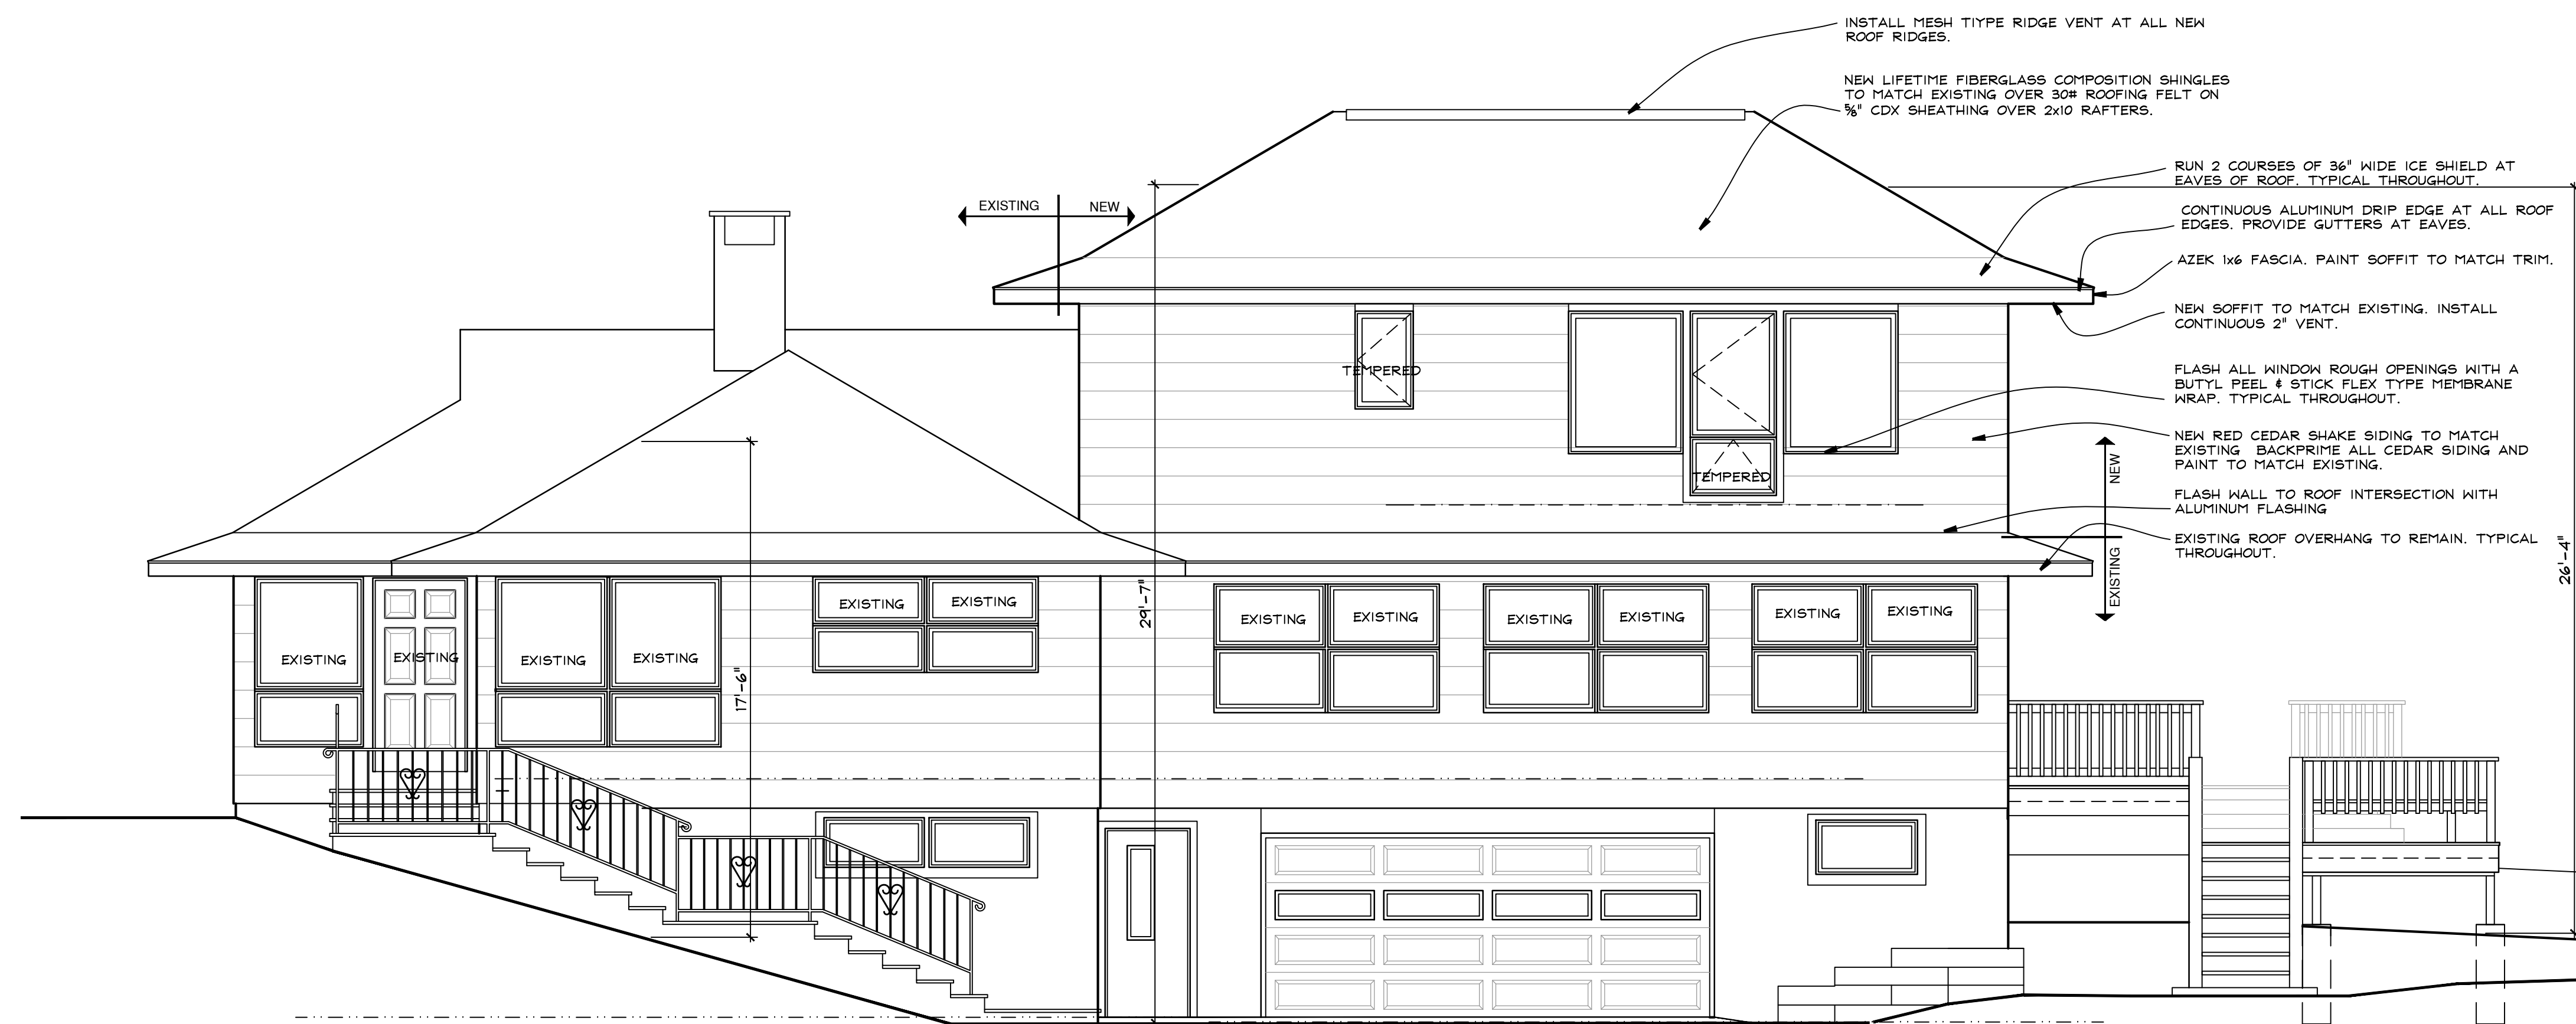 INSTALL MESH TIYPE RIDGE VENT AT ALL NEW
ROOF RIDGES.
NEW LIFETIME FIBERGLASS COMPOSITION SHINGLES
TO MATCH EXISTING OVER 30# ROOFING FELT ON
⅝" CDX SHEATHING OVER 2x10 RAFTERS.
RUN 2 COURSES OF 36" WIDE ICE SHIELD AT
EAVES OF ROOF. TYPICAL THROUGHOUT.
CONTINUOUS ALUMINUM DRIP EDGE AT ALL ROOF
EDGES. PROVIDE GUTTERS AT EAVES.
AZEK 1x6 FASCIA. PAINT SOFFIT TO MATCH TRIM.
NEW SOFFIT TO MATCH EXISTING. INSTALL
CONTINUOUS 2" VENT.
FLASH ALL WINDOW ROUGH OPENINGS WITH A
BUTYL PEEL & STICK FLEX TYPE MEMBRANE
WRAP. TYPICAL THROUGHOUT.
NEW RED CEDAR SHAKE SIDING TO MATCH
EXISTING  BACKPRIME ALL CEDAR SIDING AND
PAINT TO MATCH EXISTING.
FLASH WALL TO ROOF INTERSECTION WITH
ALUMINUM FLASHING
EXISTING ROOF OVERHANG TO REMAIN. TYPICAL
THROUGHOUT.
EXISTING
NEW
TEMPERED
TEMPERED
NEW
EXISTING
26'-4"
29'-7"
17'-6"
EXISTING
EXISTING
EXISTING
EXISTING
EXISTING
EXISTING
EXISTING
EXISTING
EXISTING
EXISTING
EXISTING
EXISTING